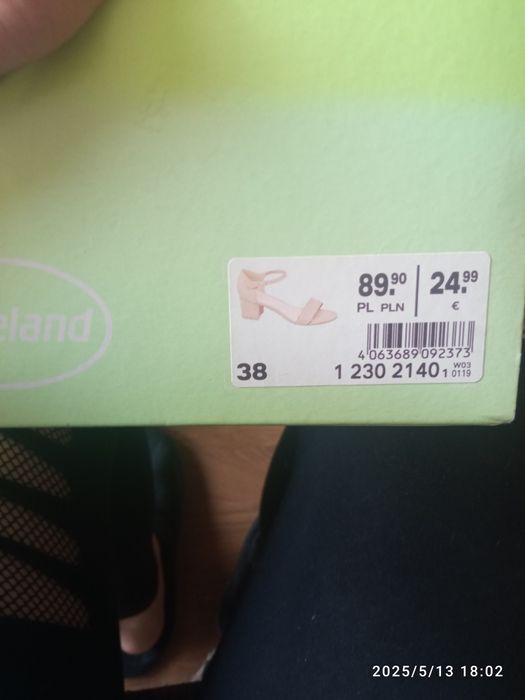 eland
89.90 24.99
PL PLN €
4 063689 092373
38 1 230 2140 1 W03
0119
2025/5/13 18:02